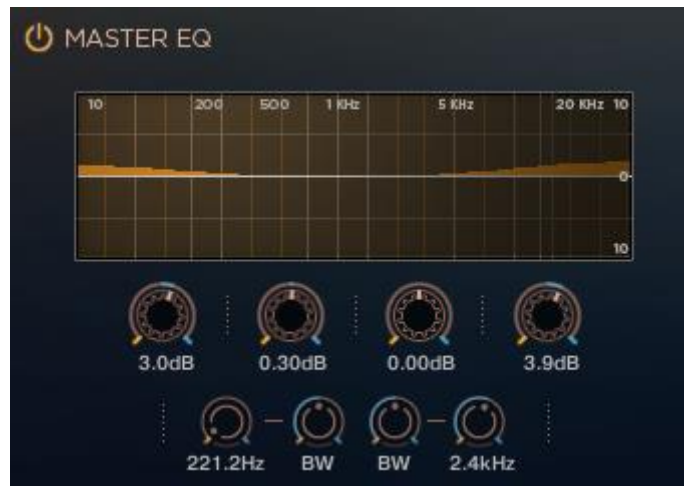 MASTER EQ
10 200 500 1 KHz 5 KHz 20 KHz 10
0
10
3.0dB 0.30dB 0.00dB 3.9dB
221.2Hz BW BW 2.4kHz